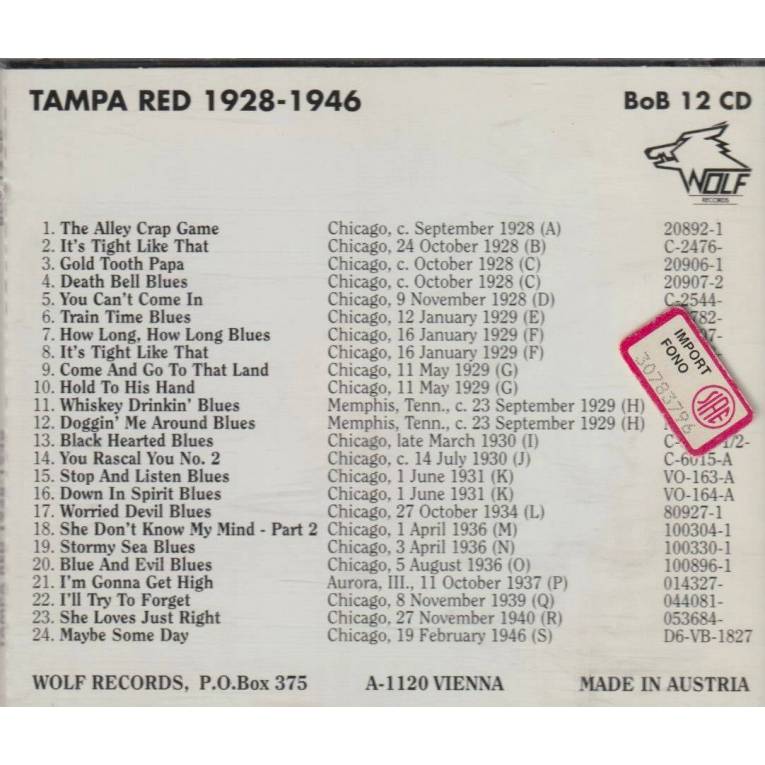 TAMPA RED 1928-1946 BoB 12 CD
WOLF
RECORDS
1. The Alley Crap Game Chicago, c. September 1928 (A) 20892-1
2. It's Tight Like That Chicago, 24 October 1928 (B) C-2476-
3. Gold Tooth Papa Chicago, c. October 1928 (C) 20906-1
4. Death Bell Blues Chicago, c. October 1928 (C) 20907-2
5. You Can't Come In Chicago, 9 November 1928 (D) C-2544-
6. Train Time Blues Chicago, 12 January 1929 (E)
7. How Long, How Long Blues Chicago, 16 January 1929 (F)
8. It's Tight Like That Chicago, 16 January 1929 (F)
9. Come And Go To That Land Chicago, 11 May 1929 (G)
10. Hold To His Hand Chicago, 11 May 1929 (G)
11. Whiskey Drinkin' Blues Memphis, Tenn., c. 23 September 1929 (H)
12. Doggin' Me Around Blues Memphis, Tenn., c. 23 September 1929 (H)
13. Black Hearted Blues Chicago, late March 1930 (I)
14. You Rascal You No. 2 Chicago, c. 14 July 1930 (J) C-6015-A
15. Stop And Listen Blues Chicago, 1 June 1931 (K) VO-163-A
16. Down In Spirit Blues Chicago, 1 June 1931 (K) VO-164-A
17. Worried Devil Blues Chicago, 27 October 1934 (L) 80927-1
18. She Don't Know My Mind - Part 2 Chicago, 1 April 1936 (M) 100304-1
19. Stormy Sea Blues Chicago, 3 April 1936 (N) 100330-1
20. Blue And Evil Blues Chicago, 5 August 1936 (O) 100896-1
21. I'm Gonna Get High Aurora, Ill., 11 October 1937 (P) 014327-
22. I'll Try To Forget Chicago, 8 November 1939 (Q) 044081-
23. She Loves Just Right Chicago, 27 November 1940 (R) 053684-
24. Maybe Some Day Chicago, 19 February 1946 (S) D6-VB-1827
IMPORT
FONO
30783796
SIAE
WOLF RECORDS, P.O.Box 375 A-1120 VIENNA MADE IN AUSTRIA